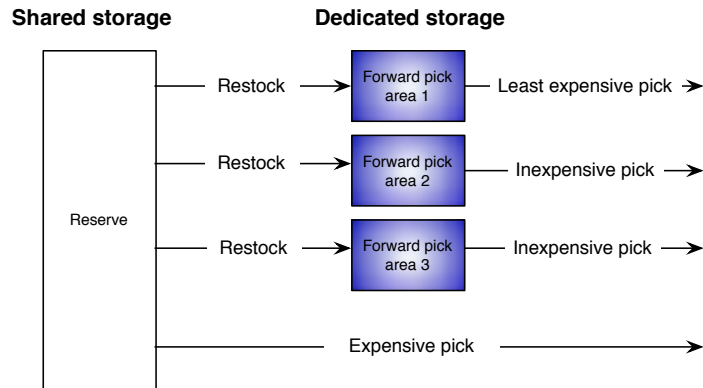 Shared storage
Dedicated storage
Restock
Forward pick
area 1
Least expensive pick
Restock
Forward pick
area 2
Inexpensive pick
Reserve
Restock
Forward pick
area 3
Inexpensive pick
Expensive pick